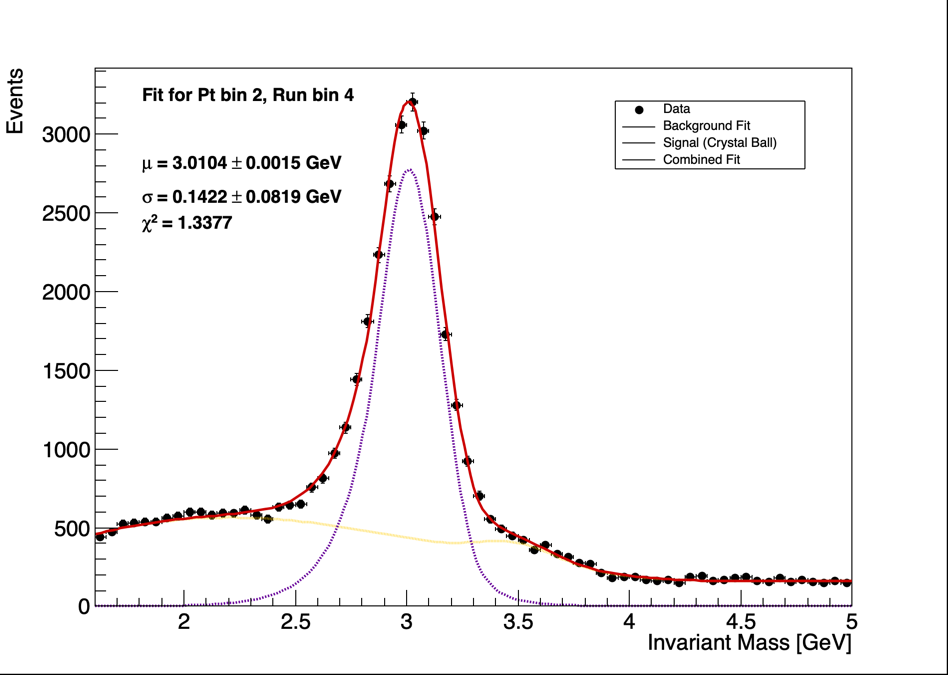 Events
Fit for Pt bin 2, Run bin 4
μ = 3.0104 ± 0.0015 GeV
σ = 0.1422 ± 0.0819 GeV
χ² = 1.3377
Data
Background Fit
Signal (Crystal Ball)
Combined Fit
3000
2500
2000
1500
1000
500
0
2 2.5 3 3.5 4 4.5 5
Invariant Mass [GeV]